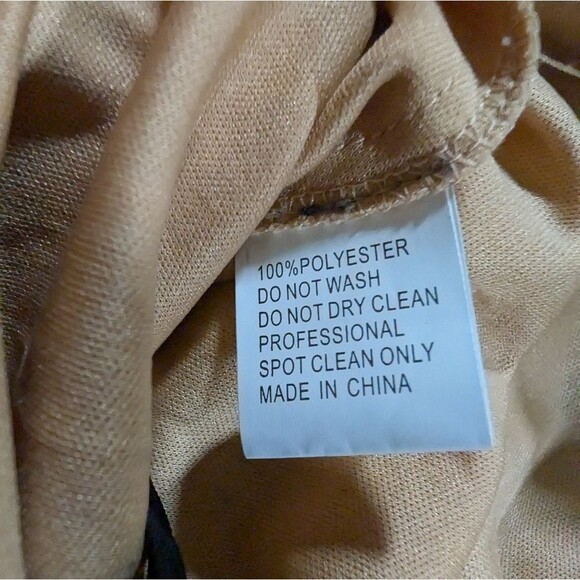 100%POLYESTER
DO NOT WASH
DO NOT DRY CLEAN
PROFESSIONAL
SPOT CLEAN ONLY
MADE IN CHINA